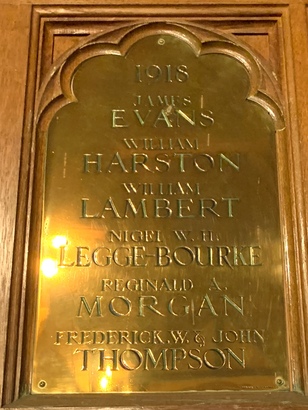 1918
JAMES
EVANS
WILLIAM
HARSTON
WILLIAM
LAMBERT
NIGEL W. H.
LEGGE-BOURKE
REGINALD A.
MORGAN
FREDERICK. W. & JOHN
THOMPSON